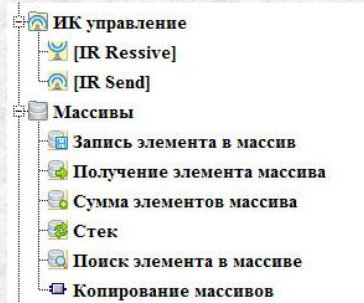 ИК управление
[IR Ressive]
[IR Send]
Массивы
Запись элемента в массив
Получение элемента массива
Сумма элементов массива
Стек
Поиск элемента в массиве
Копирование массивов